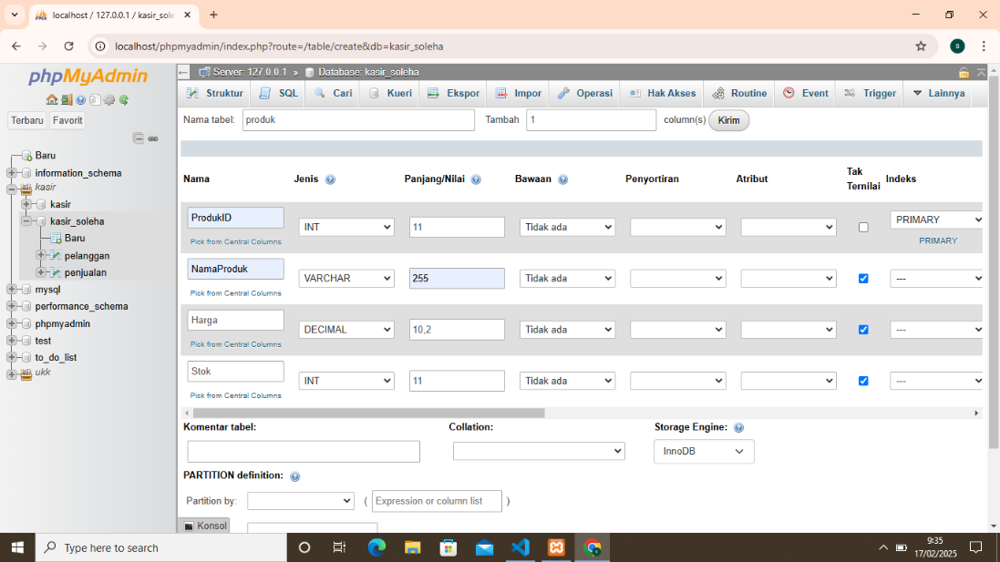 localhost / 127.0.0.1 / kasir_sole
localhost/phpmyadmin/index.php?route=/table/create&db=kasir_soleha
S
phpMyAdmin
Terbaru Favorit
Baru
information_schema
kasir
kasir
kasir_soleha
Baru
pelanggan
penjualan
mysql
performance_schema
phpmyadmin
test
to_do_list
ukk
Server: 127.0.0.1 » Database: kasir_soleha
Struktur SQL Cari Kueri Ekspor Impor Operasi Hak Akses Routine Event Trigger Lainnya
Nama tabel: produk Tambah 1 column(s) Kirim
Nama Jenis Panjang/Nilai Bawaan Penyortiran Atribut Tak Ternilai Indeks
ProdukID INT 11 Tidak ada PRIMARY
Pick from Central Columns PRIMARY
NamaProduk VARCHAR 255 Tidak ada ---
Pick from Central Columns
Harga DECIMAL 10,2 Tidak ada ---
Pick from Central Columns
Stok INT 11 Tidak ada ---
Pick from Central Columns
Komentar tabel: Collation: Storage Engine:
InnoDB
PARTITION definition:
Partition by: ( Expression or column list )
Konsol
Type here to search
9:35
17/02/2025